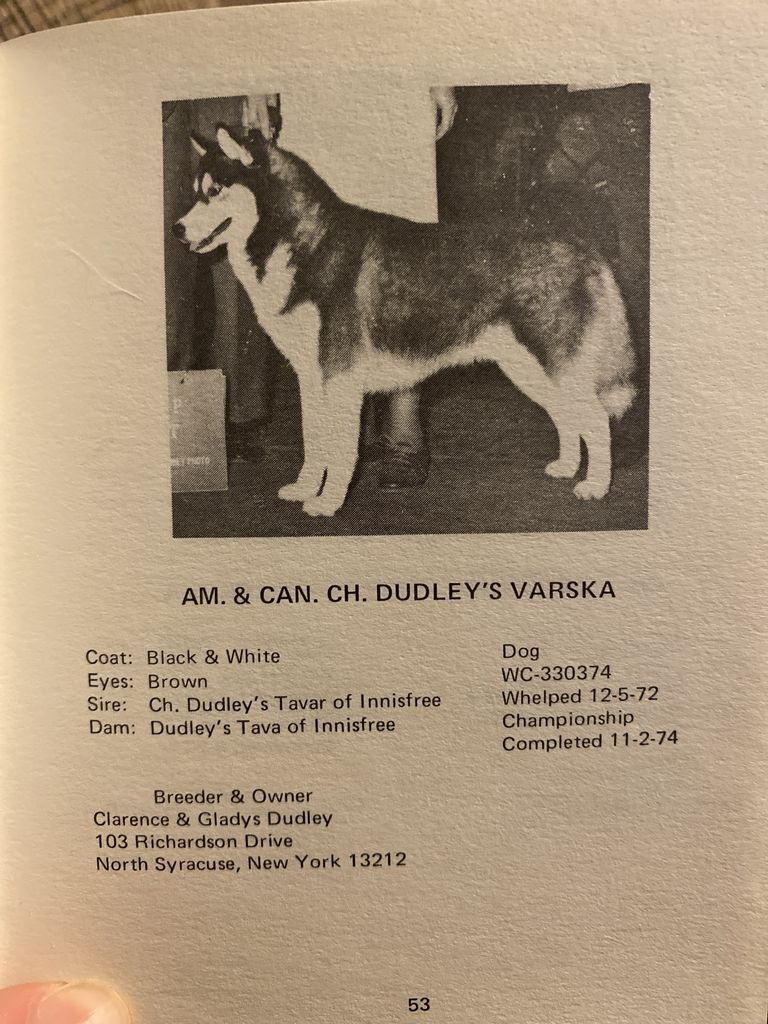 AM. & CAN. CH. DUDLEY'S VARSKA
Coat: Black & White
Eyes: Brown
Sire: Ch. Dudley's Tavar of Innisfree
Dam: Dudley's Tava of Innisfree
Dog
WC-330374
Whelped 12-5-72
Championship
Completed 11-2-74
Breeder & Owner
Clarence & Gladys Dudley
103 Richardson Drive
North Syracuse, New York 13212
53